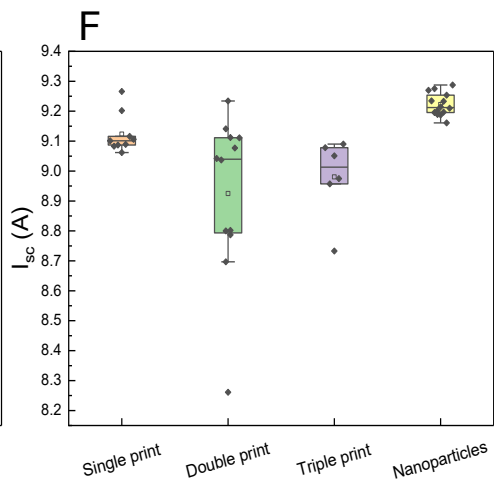 F
I_sc (A)
9.4
9.3
9.2
9.1
9.0
8.9
8.8
8.7
8.6
8.5
8.4
8.3
8.2
Single print
Double print
Triple print
Nanoparticles